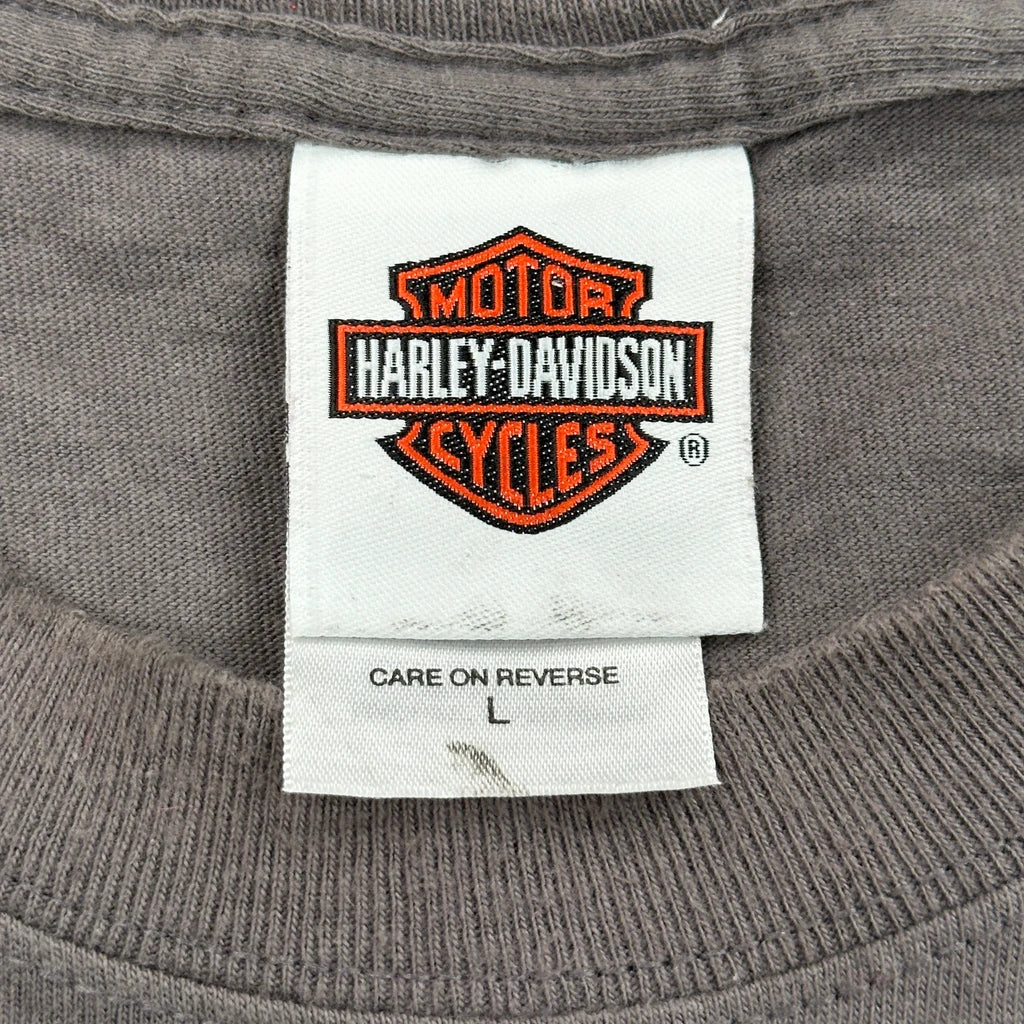 MOTOR
HARLEY-DAVIDSON
CYCLES
®
CARE ON REVERSE
L